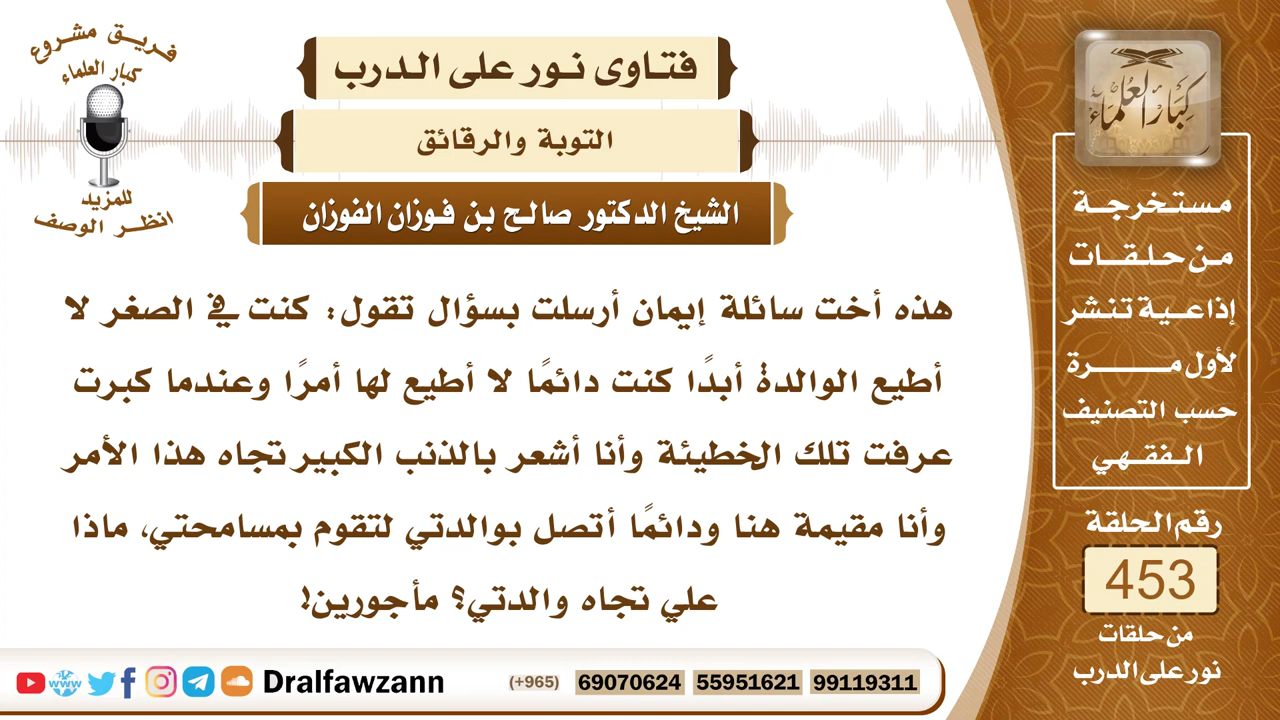 فريق مشروع
كبار العلماء
للمزيد
انظر الوصف
فتاوى نور على الدرب
التوبة والرقائق
الشيخ الدكتور صالح بن فوزان الفوزان
هذه أخت سائلة إيمان أرسلت بسؤال تقول: كنت في الصغر لا
أطيع الوالدة أبدًا كنت دائمًا لا أطيع لها أمرًا وعندما كبرت
عرفت تلك الخطيئة وأنا أشعر بالذنب الكبير تجاه هذا الأمر
وأنا مقيمة هنا ودائمًا أتصل بوالدتي لتقوم بمسامحتي، ماذا
علي تجاه والدتي؟ مأجورين!
كبار العلماء
مستخرجة
من حلقات
إذاعية تنشر
لأول مرة
حسب التصنيف
الفقهي
رقم الحلقة
453
من حلقات
نور على الدرب
www Dralfawzann (+965) 69070624 55951621 99119311